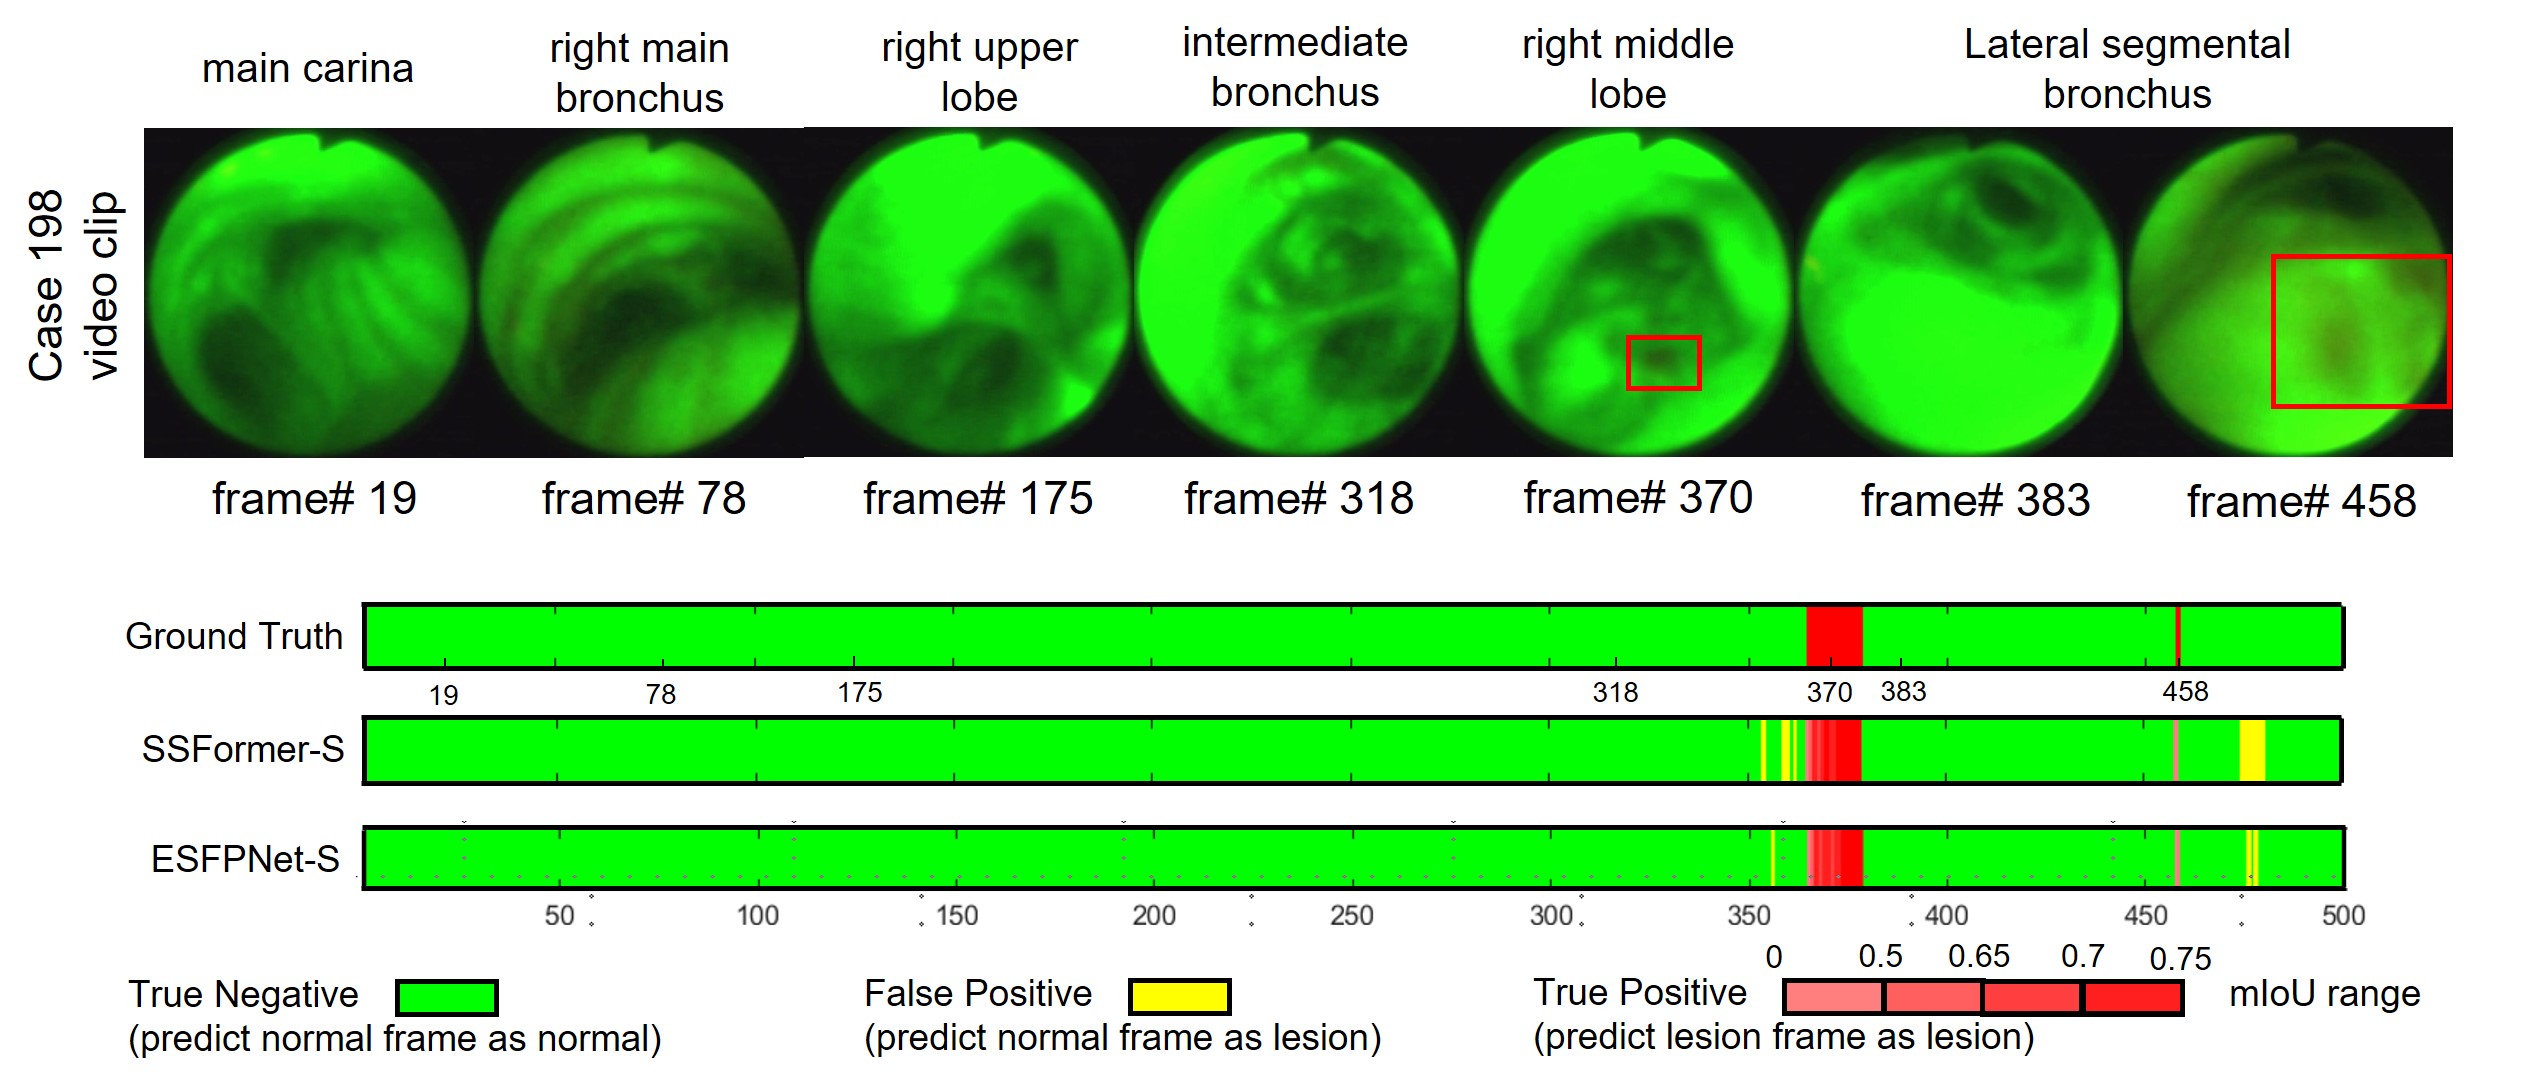 main carina
right main
bronchus
right upper
lobe
intermediate
bronchus
right middle
lobe
Lateral segmental
bronchus
Case 198
video clip
frame# 19
frame# 78
frame# 175
frame# 318
frame# 370
frame# 383
frame# 458
Ground Truth
19 78 175 318 370 383 458
SSFormer-S
ESFPNet-S
50 100 150 200 250 300 350 400 450 500
0 0.5 0.65 0.7 0.75
True Negative
(predict normal frame as normal)
False Positive
(predict normal frame as lesion)
True Positive
(predict lesion frame as lesion)
mIoU range